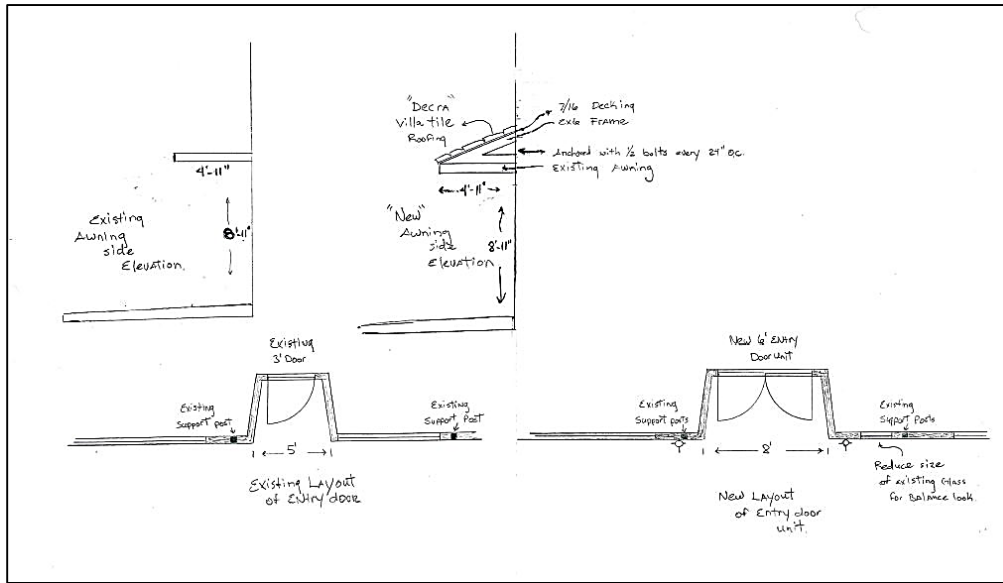 4'-11"
Existing
Awning
side
Elevation.
8'-11"
"Decra"
Villa tile
Roofing
7/16 Decking
2x6 Frame
Anchored with 1/2 bolts every 24" o.c.
Existing Awning
4'-11"
"New"
Awning
side
Elevation
8'-11"
Existing
3' Door
Existing
Support post
Existing
Support Post
5'
Existing Layout
of Entry door
New 6' Entry
Door Unit
Existing
Support posts
Existing
Support Posts
8'
Reduce size
of existing Glass
for Balance look.
New Layout
of Entry door
unit.